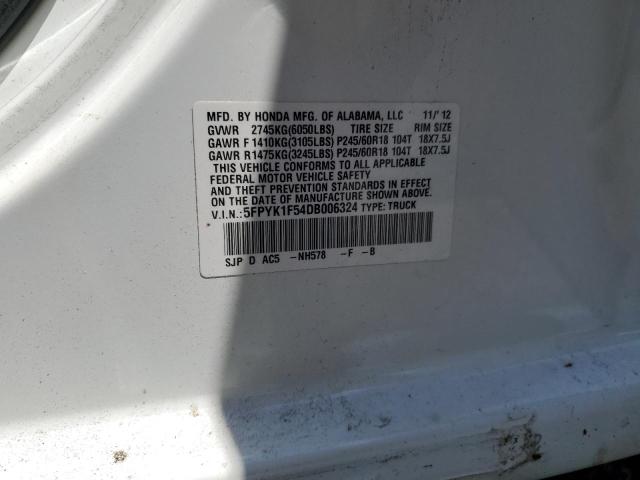 MFD. BY HONDA MFG. OF ALABAMA, LLC 11/'12
GVWR 2745KG(6050LBS) TIRE SIZE RIM SIZE
GAWR F 1410KG(3105LBS) P245/60R18 104T 18X7.5J
GAWR R1475KG(3245LBS) P245/60R18 104T 18X7.5J
THIS VEHICLE CONFORMS TO ALL APPLICABLE
FEDERAL MOTOR VEHICLE SAFETY
AND THEFT PREVENTION STANDARDS IN EFFECT
ON THE DATE OF MANUFACTURE SHOWN ABOVE.
V.I.N.: 5FPYK1F54DB006324 TYPE: TRUCK
SJP D AC5 -NH578 -F -B